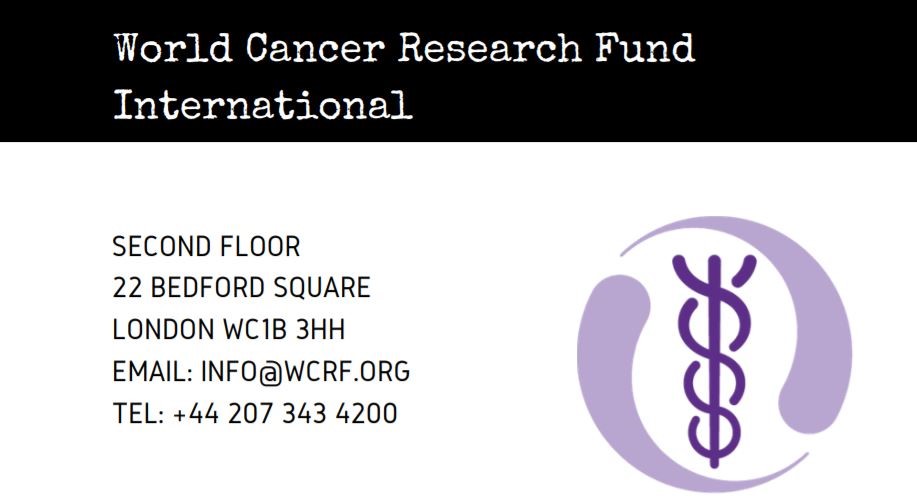 World Cancer Research Fund
International
SECOND FLOOR
22 BEDFORD SQUARE
LONDON WC1B 3HH
EMAIL: INFO@WCRF.ORG
TEL: +44 207 343 4200